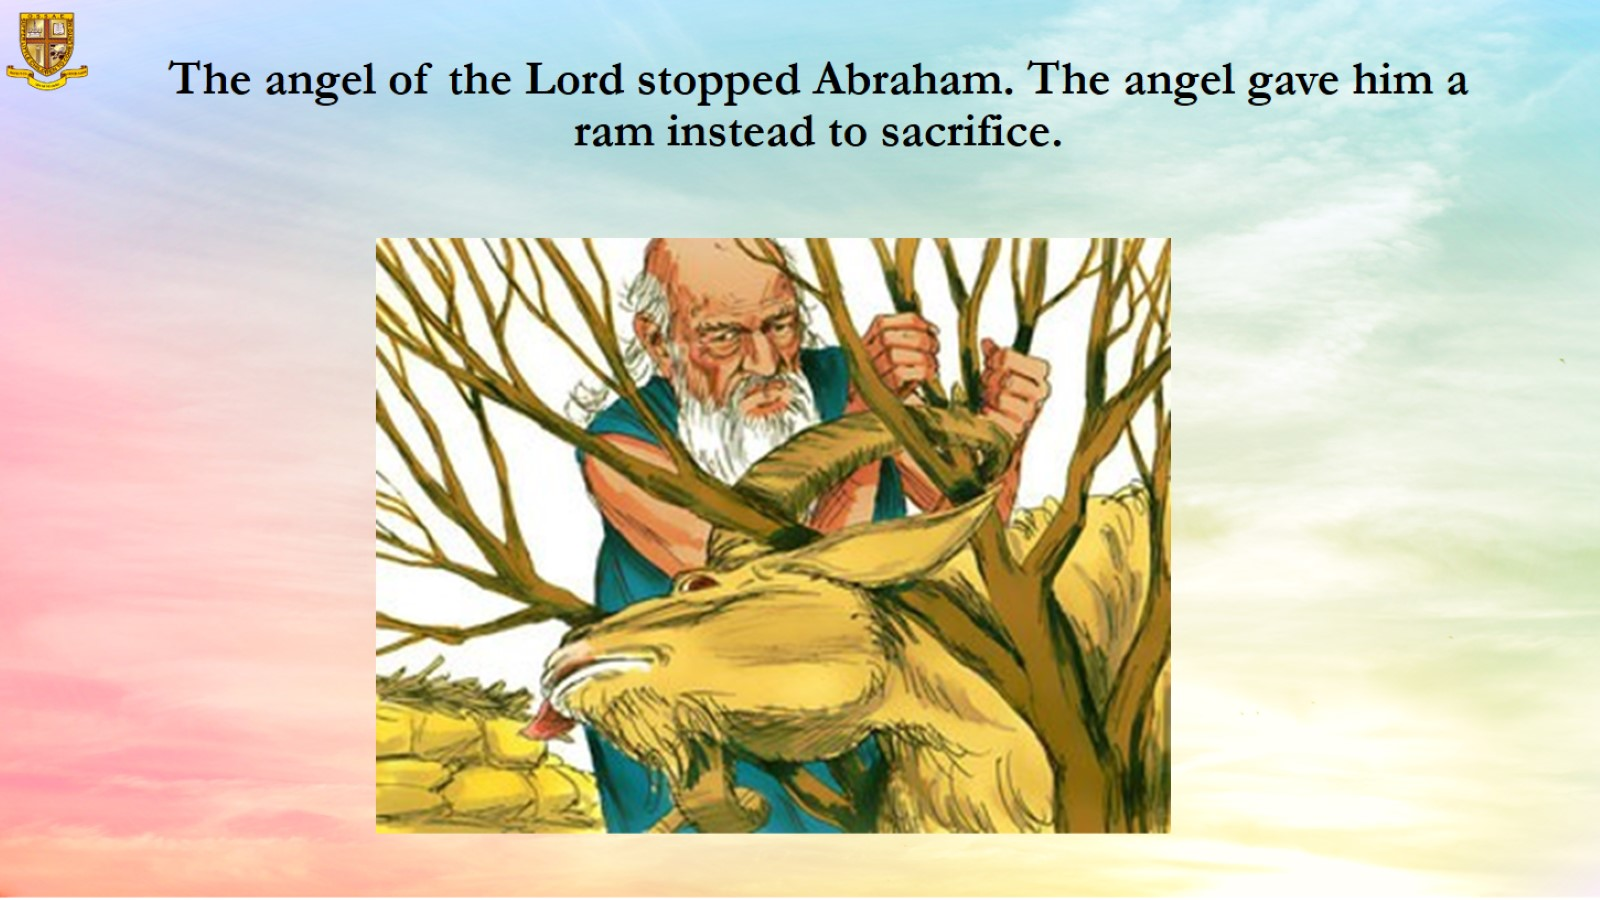 The angel of the Lord stopped Abraham. The angel gave him a
ram instead to sacrifice.